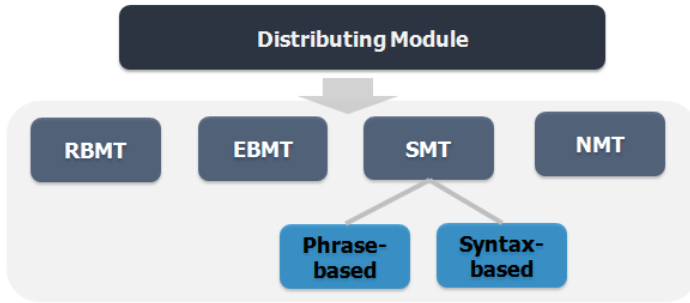 Distributing Module
RBMT
EBMT
SMT
NMT
Phrase-
based
Syntax-
based